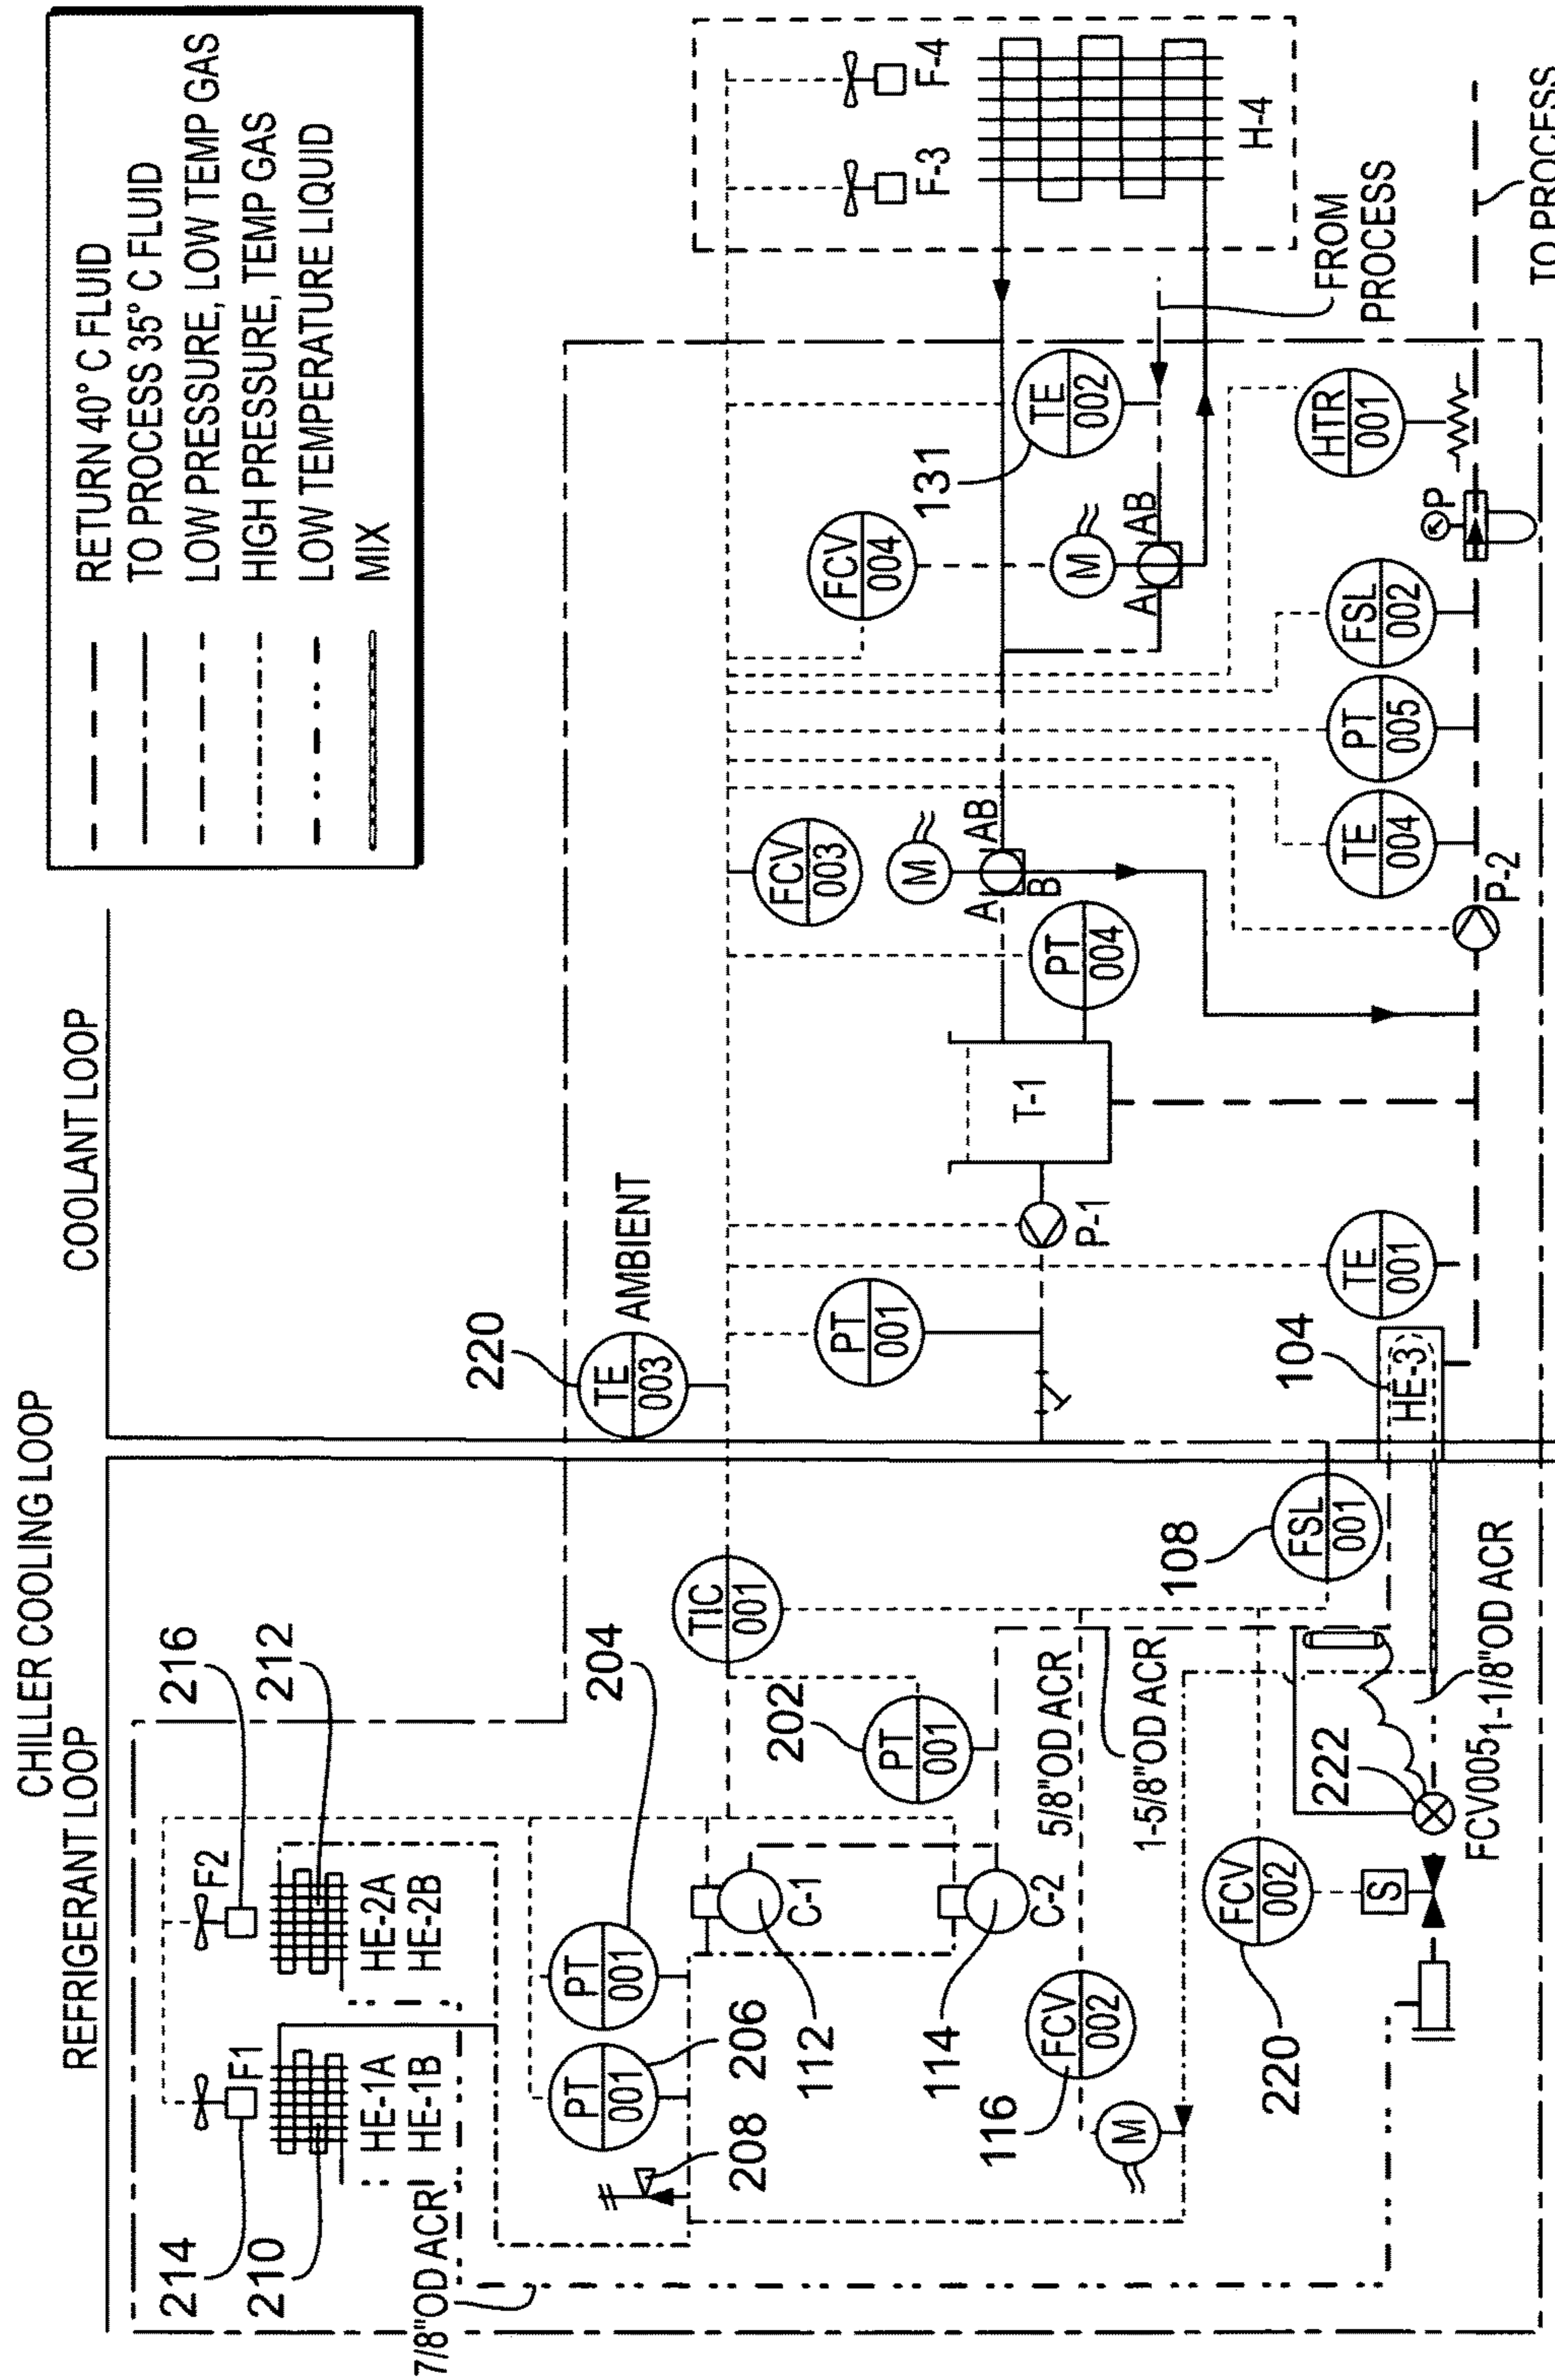 CHILLER COOLING LOOP
REFRIGERANT LOOP
COOLANT LOOP
RETURN 40° C FLUID
TO PROCESS 35° C FLUID
LOW PRESSURE, LOW TEMP GAS
HIGH PRESSURE, TEMP GAS
LOW TEMPERATURE LIQUID
MIX
214
F1
216
F2
210
HE-1A
HE-1B
212
HE-2A
HE-2B
7/8"OD ACR
PT
001
206
PT
001
204
208
C-1
112
C-2
114
TIC
001
PT
001
202
FCV
002
116
M
5/8"OD ACR
1-5/8"OD ACR
FSL
001
108
FCV
002
220
S
222
FCV005
1-1/8"OD ACR
HE-3
104
TE
003
220
AMBIENT
PT
001
P-1
T-1
TE
001
PT
004
FCV
003
M
A
AB
B
FCV
004
M
A
AB
TE
002
131
F-3
F-4
H-4
FROM
PROCESS
P-2
TE
004
PT
005
FSL
002
P
HTR
001
TO PROCESS